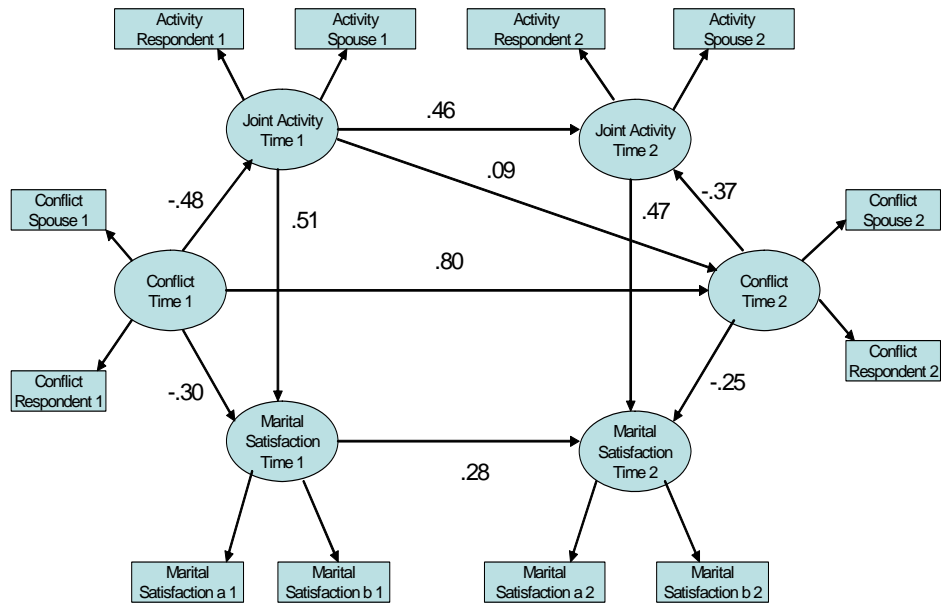 Activity
Respondent 1
Activity
Spouse 1
Activity
Respondent 2
Activity
Spouse 2
Joint Activity
Time 1
.46
Joint Activity
Time 2
.09
-.37
-.48
.51
.47
Conflict
Spouse 1
Conflict
Spouse 2
.80
Conflict
Time 1
Conflict
Time 2
Conflict
Respondent 1
-.30
-.25
Conflict
Respondent 2
Marital
Satisfaction
Time 1
.28
Marital
Satisfaction
Time 2
Marital
Satisfaction a 1
Marital
Satisfaction b 1
Marital
Satisfaction a 2
Marital
Satisfaction b 2